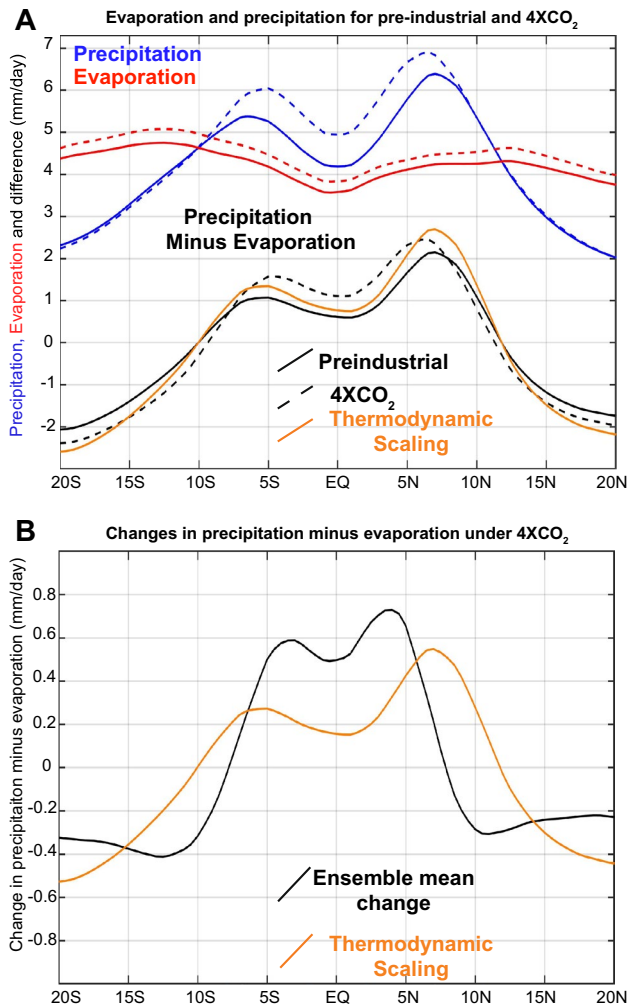 A
Evaporation and precipitation for pre-industrial and 4XCO2
Precipitation
Evaporation
Precipitation, Evaporation and difference (mm/day)
7
6
5
4
3
2
1
0
-1
-2
Precipitation
Minus Evaporation
Preindustrial
4XCO2
Thermodynamic
Scaling
20S 15S 10S 5S EQ 5N 10N 15N 20N
B
Changes in precipitation minus evaporation under 4XCO2
Change in precipitaiton minus evaporation (mm/day)
0.8
0.6
0.4
0.2
0
-0.2
-0.4
-0.6
-0.8
Ensemble mean
change
Thermodynamic
Scaling
20S 15S 10S 5S EQ 5N 10N 15N 20N